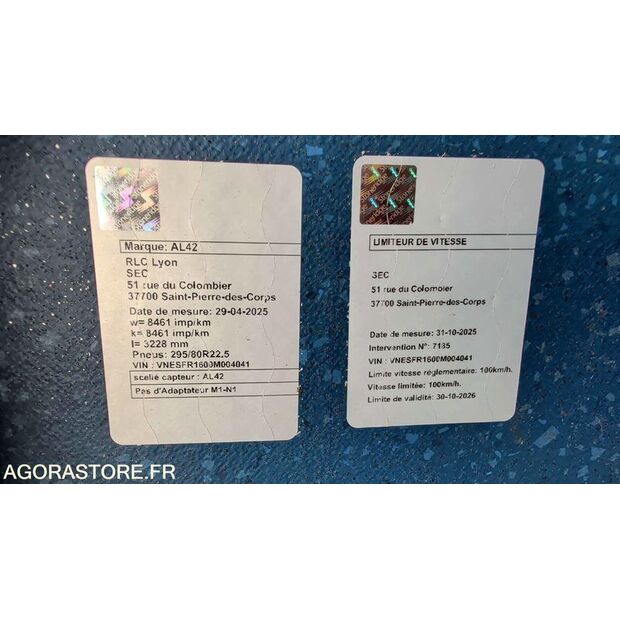 Marque: AL42
RLC Lyon
SEC
51 rue du Colombier
37700 Saint-Pierre-des-Corps
Date de mesure: 29-04-2025
w= 8461 imp/km
k= 8461 imp/km
l= 3228 mm
Pneus: 295/80R22.5
VIN : VNESFR1600M004041
scellé capteur : AL42
Pas d'Adaptateur M1-N1
LIMITEUR DE VITESSE
SEC
51 rue du Colombier
37700 Saint-Pierre-des-Corps
Date de mesure: 31-10-2025
Intervention N°: 7135
VIN : VNESFR1600M004041
Limite vitesse réglementaire: 100km/h.
Vitesse limitée: 100km/h.
Limite de validité: 30-10-2026
AGORASTORE.FR